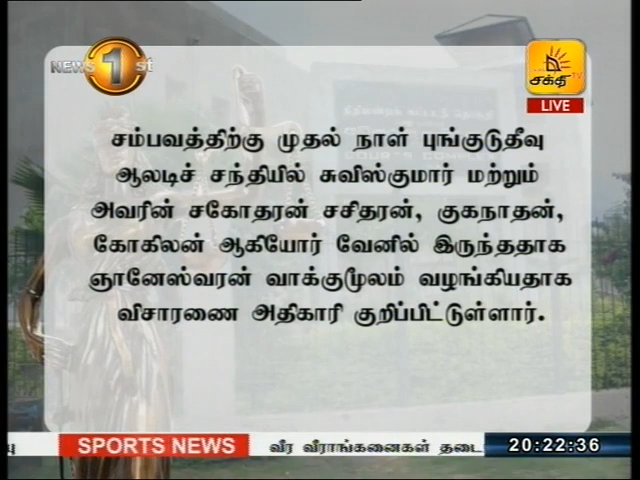 NEWS 1st
சக்தி TV
LIVE
சம்பவத்திற்கு முதல் நாள் புங்குடுதீவு
ஆலடிச் சந்தியில் சுவிஸ்குமார் மற்றும்
அவரின் சகோதரன் சசிதரன், குகநாதன்,
கோகிலன் ஆகியோர் வேனில் இருந்ததாக
ஞானேஸ்வரன் வாக்குமூலம் வழங்கியதாக
விசாரணை அதிகாரி குறிப்பிட்டுள்ளார்.
வு SPORTS NEWS வீர வீராங்கனைகள் தடை 20:22:36